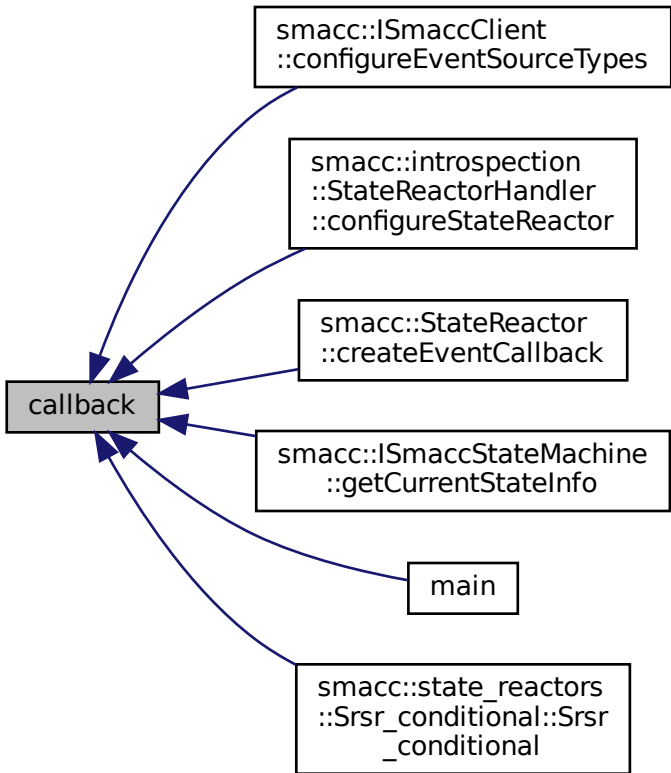 smacc::ISmaccClient
::configureEventSourceTypes
smacc::introspection
::StateReactorHandler
::configureStateReactor
smacc::StateReactor
::createEventCallback
callback
smacc::ISmaccStateMachine
::getCurrentStateInfo
main
smacc::state_reactors
::Srsr_conditional::Srsr
_conditional